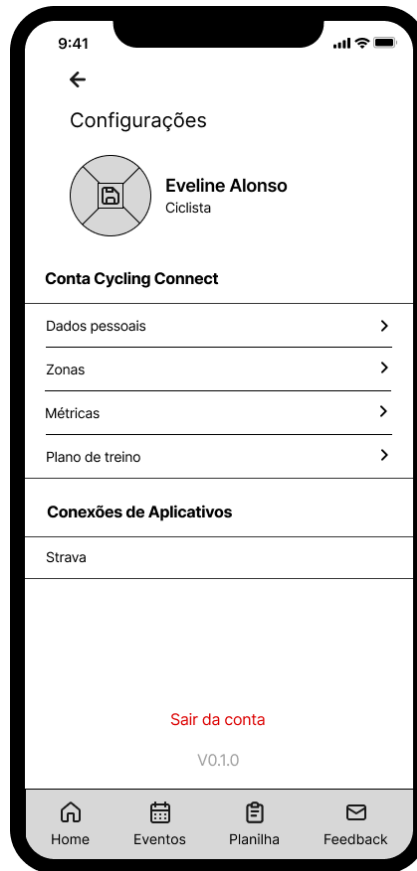 9:41
Configurações
Eveline Alonso
Ciclista
Conta Cycling Connect
Dados pessoais
Zonas
Métricas
Plano de treino
Conexões de Aplicativos
Strava
Sair da conta
V0.1.0
Home Eventos Planilha Feedback